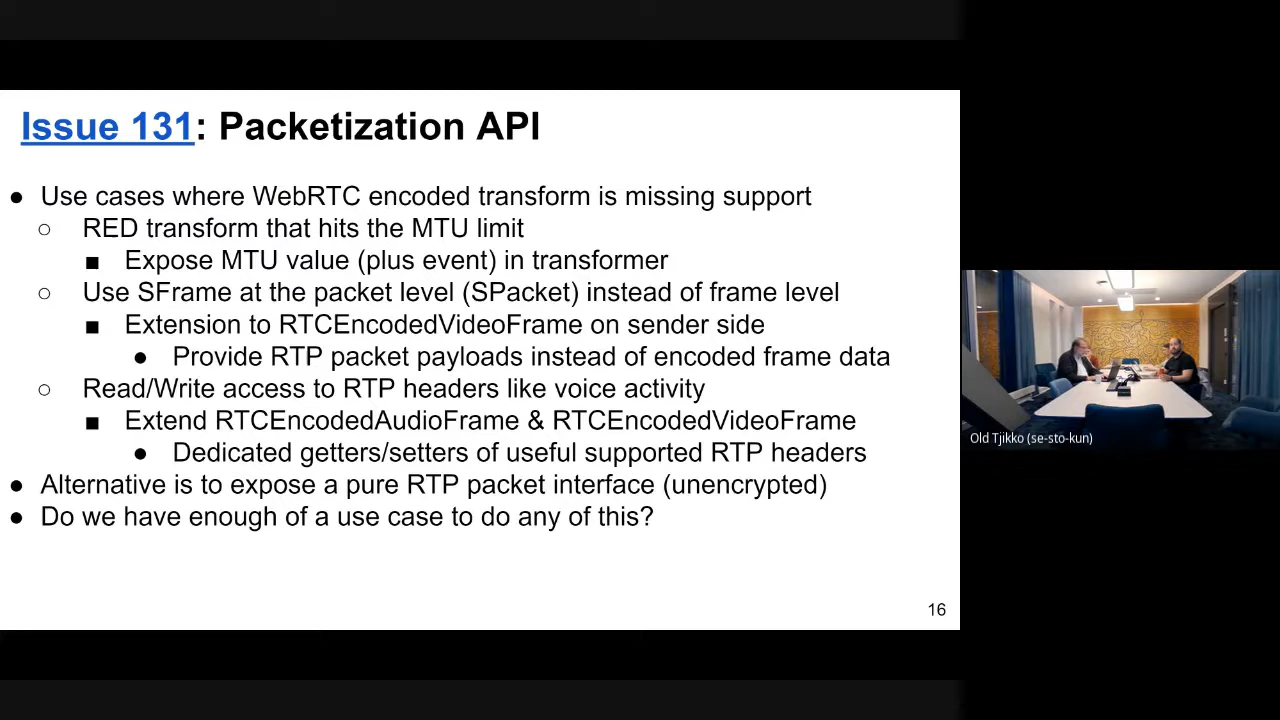 Issue 131: Packetization API
● Use cases where WebRTC encoded transform is missing support
○ RED transform that hits the MTU limit
■ Expose MTU value (plus event) in transformer
○ Use SFrame at the packet level (SPacket) instead of frame level
■ Extension to RTCEncodedVideoFrame on sender side
● Provide RTP packet payloads instead of encoded frame data
○ Read/Write access to RTP headers like voice activity
■ Extend RTCEncodedAudioFrame & RTCEncodedVideoFrame
● Dedicated getters/setters of useful supported RTP headers
● Alternative is to expose a pure RTP packet interface (unencrypted)
● Do we have enough of a use case to do any of this?
16
Old Tjikko (se-sto-kun)